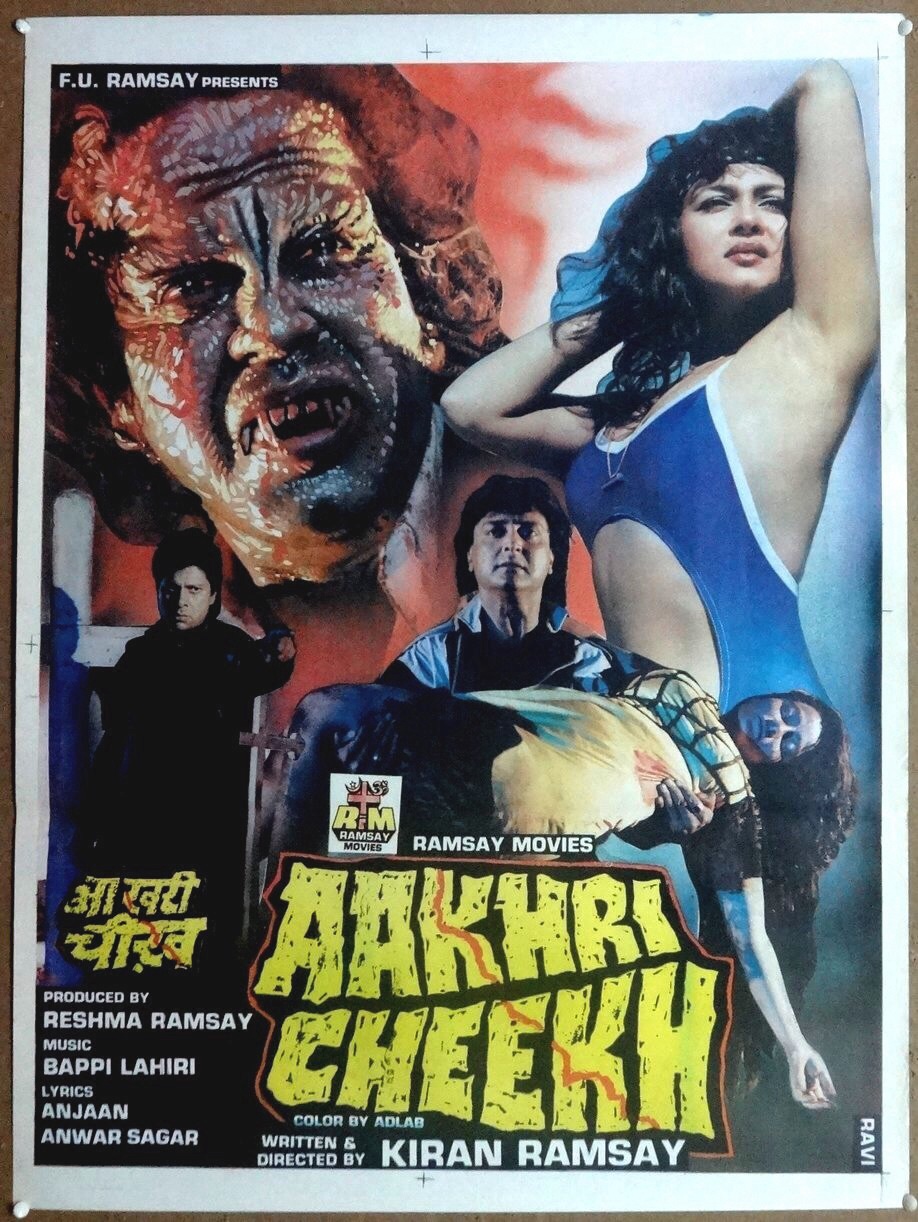 F.U. RAMSAY PRESENTS
RM
RAMSAY
MOVIES
RAMSAY MOVIES
आखरी
चीख़
AAKHRI
CHEEKH
PRODUCED BY
RESHMA RAMSAY
MUSIC
BAPPI LAHIRI
LYRICS
ANJAAN
ANWAR SAGAR
COLOR BY ADLAB
WRITTEN &
DIRECTED BY KIRAN RAMSAY
RAVI